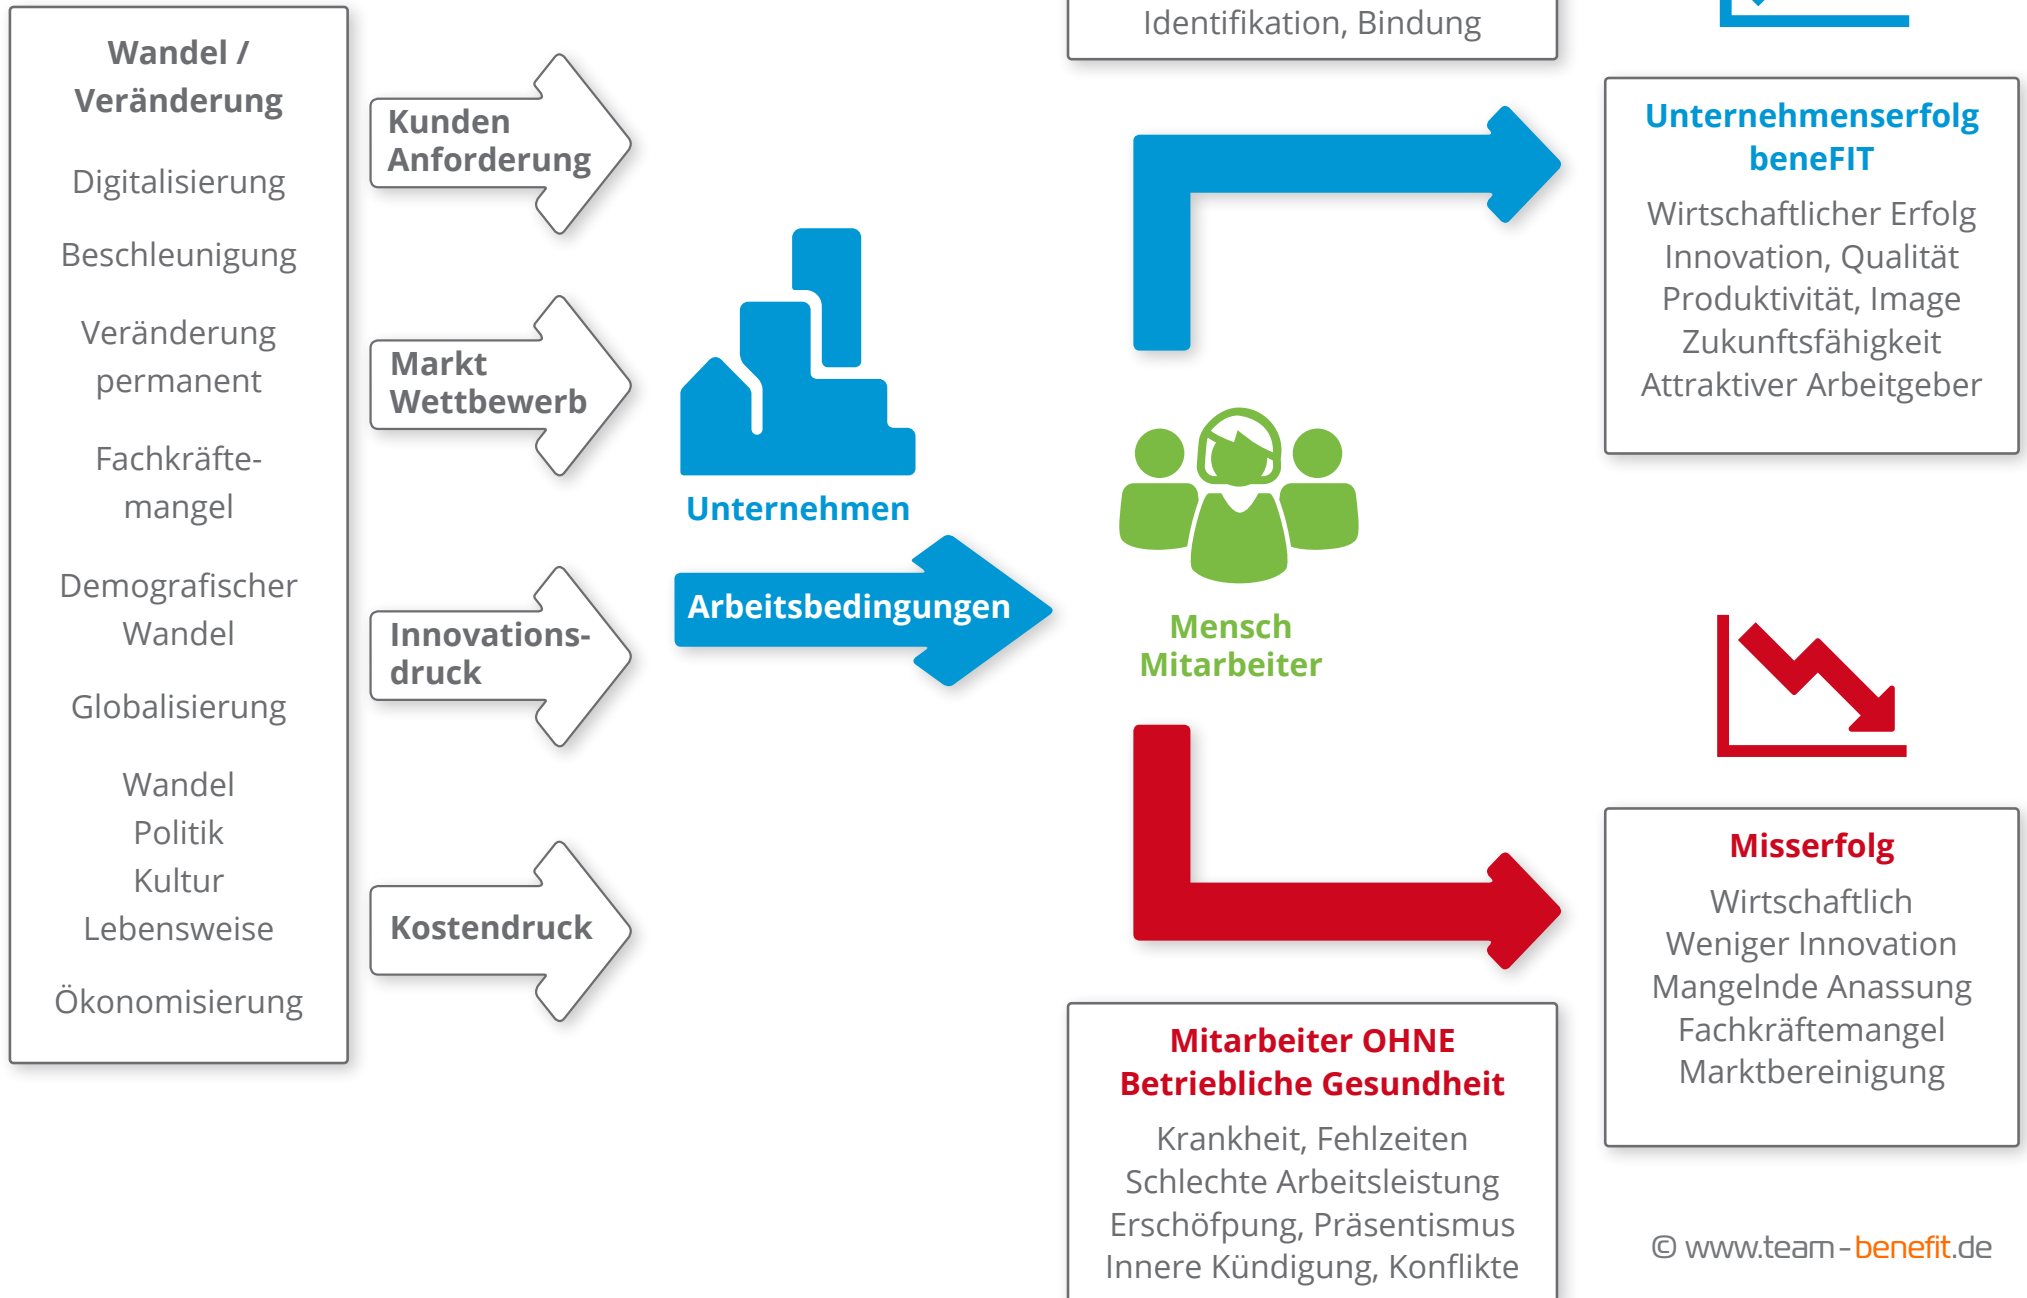 Wandel /
Veränderung
Digitalisierung
Beschleunigung
Veränderung
permanent
Fachkräfte-
mangel
Demografischer
Wandel
Globalisierung
Wandel
Politik
Kultur
Lebensweise
Ökonomisierung
Kunden
Anforderung
Markt
Wettbewerb
Innovations-
druck
Kostendruck
Unternehmen
Arbeitsbedingungen
Identifikation, Bindung
Mensch
Mitarbeiter
Unternehmenserfolg
beneFIT
Wirtschaftlicher Erfolg
Innovation, Qualität
Produktivität, Image
Zukunftsfähigkeit
Attraktiver Arbeitgeber
Mitarbeiter OHNE
Betriebliche Gesundheit
Krankheit, Fehlzeiten
Schlechte Arbeitsleistung
Erschöfpung, Präsentismus
Innere Kündigung, Konflikte
Misserfolg
Wirtschaftlich
Weniger Innovation
Mangelnde Anassung
Fachkräftemangel
Marktbereinigung
© www.team-benefit.de